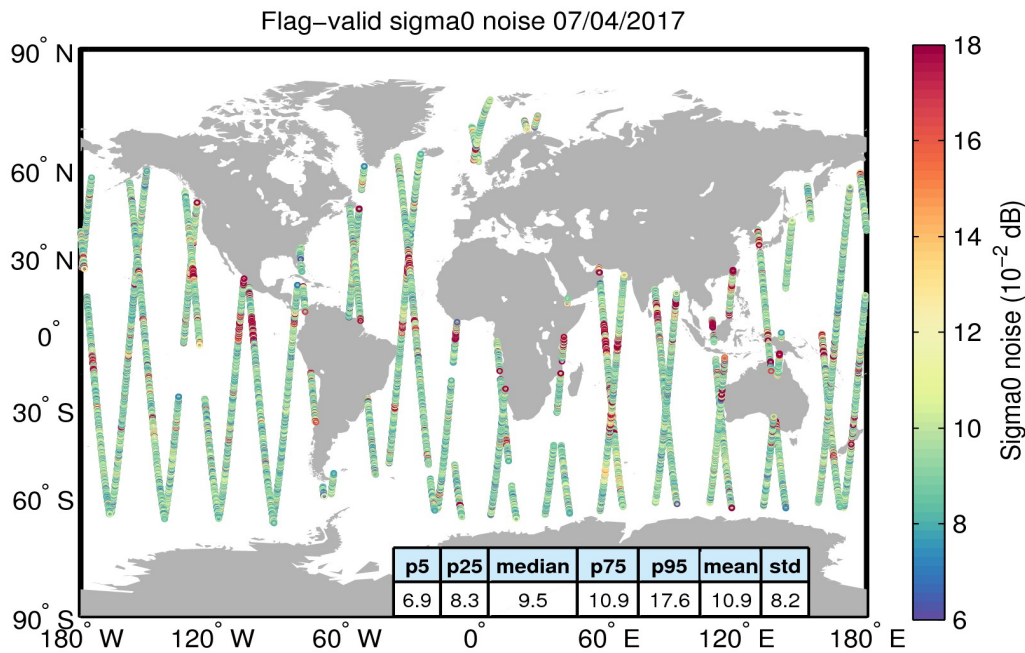 Flag−valid sigma0 noise 07/04/2017
90° N
60° N
30° N
0°
30° S
60° S
90° S
180° W 120° W 60° W 0° 60° E 120° E 180° E
p5 p25 median p75 p95 mean std
6.9 8.3 9.5 10.9 17.6 10.9 8.2
18
16
14
12
10
8
6
Sigma0 noise (10⁻² dB)